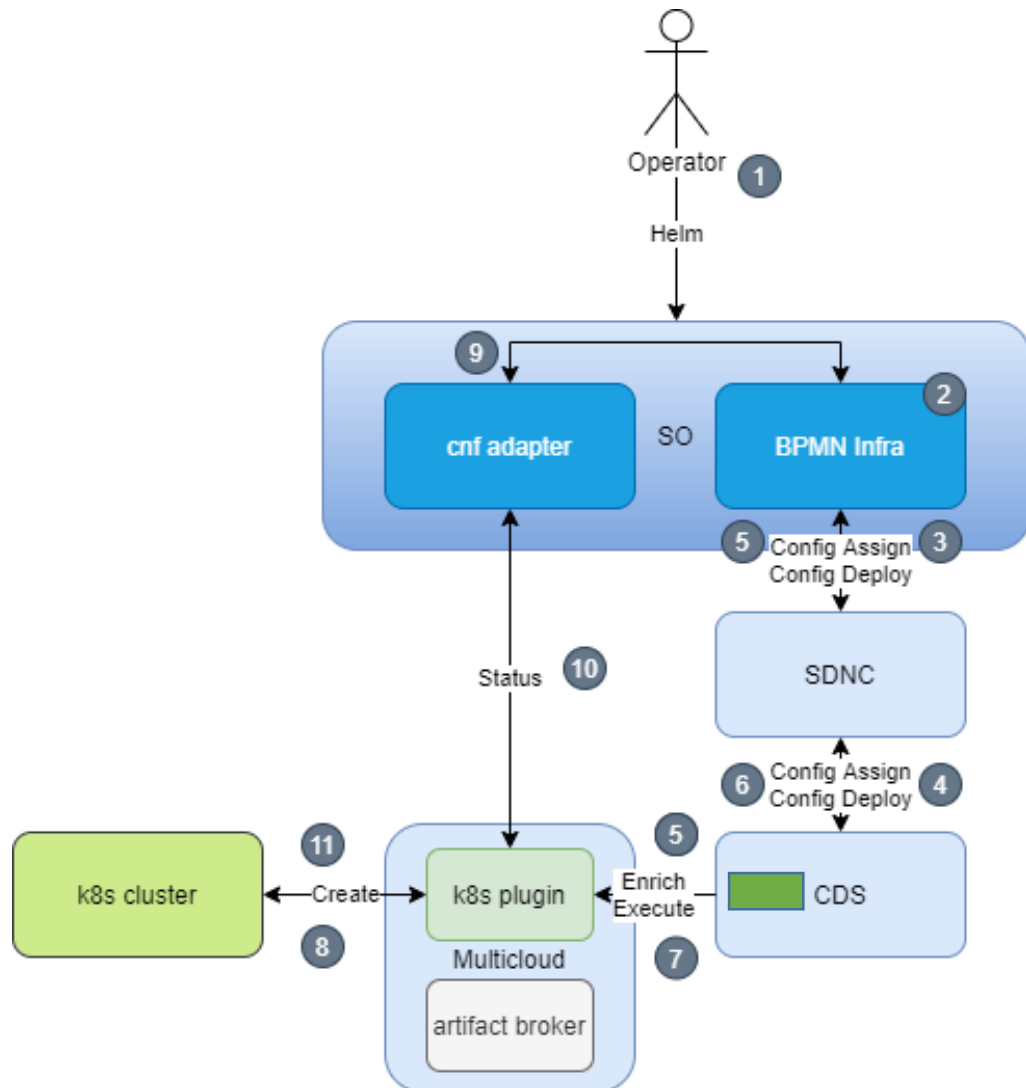 Operator
1
Helm
9
2
cnf adapter
SO
BPMN Infra
5
Config Assign
3
Config Deploy
SDNC
Status
10
6
Config Assign
4
Config Deploy
11
5
k8s cluster
Create
k8s plugin
Enrich
Execute
CDS
8
Multicloud
7
artifact broker